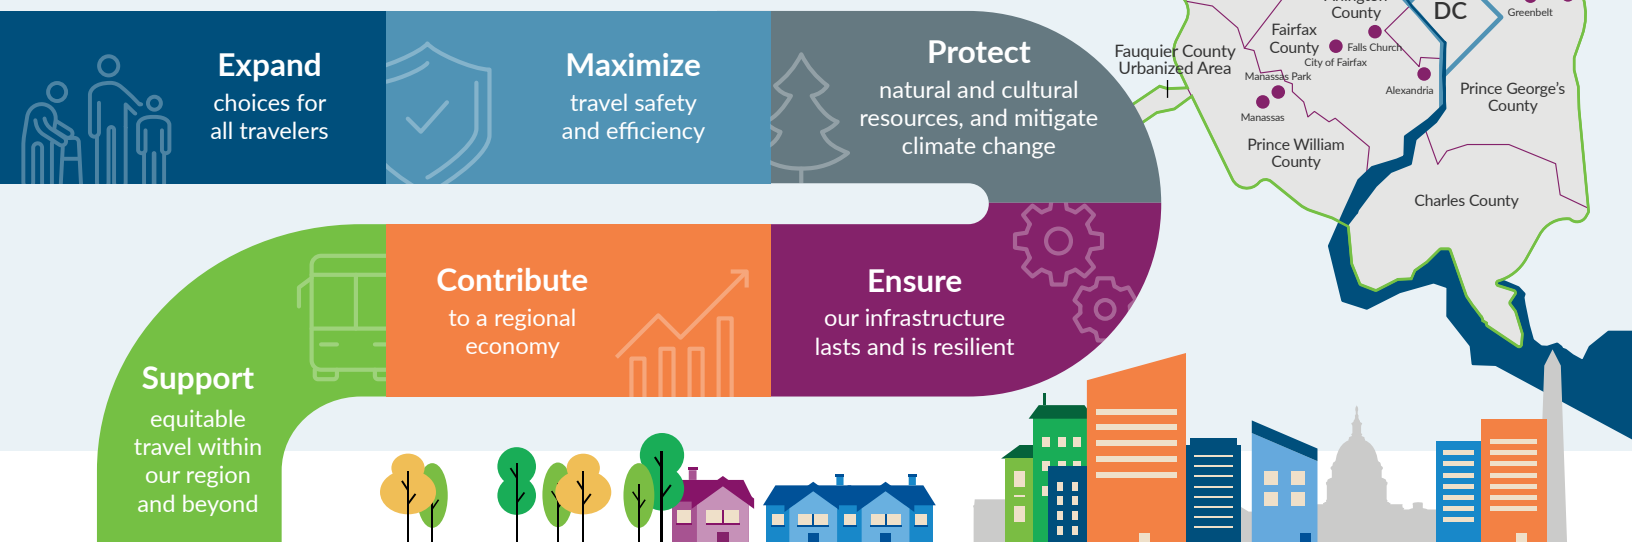 Expand
choices for
all travelers
Maximize
travel safety
and efficiency
Protect
natural and cultural
resources, and mitigate
climate change
Ensure
our infrastructure
lasts and is resilient
Contribute
to a regional
economy
Support
equitable
travel within
our region
and beyond
Arlington
County
DC
Greenbelt
Fairfax
County
Falls Church
City of Fairfax
Fauquier County
Urbanized Area
Manassas Park
Alexandria
Prince George's
County
Manassas
Prince William
County
Charles County